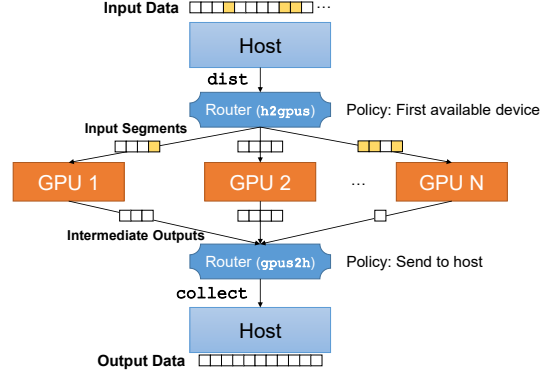 Input Data ...
Host
dist
Router (h2gpus) Policy: First available device
Input Segments
GPU 1 GPU 2 ... GPU N
Intermediate Outputs
Router (gpus2h) Policy: Send to host
collect
Host
Output Data